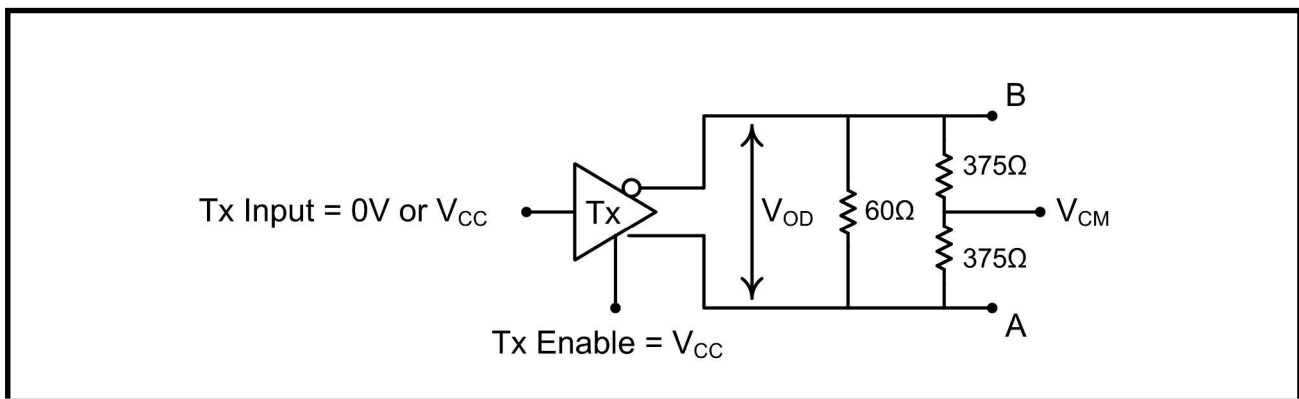 B
375Ω
Tx Input = 0V or VCC
Tx
VOD
60Ω
VCM
375Ω
A
Tx Enable = VCC